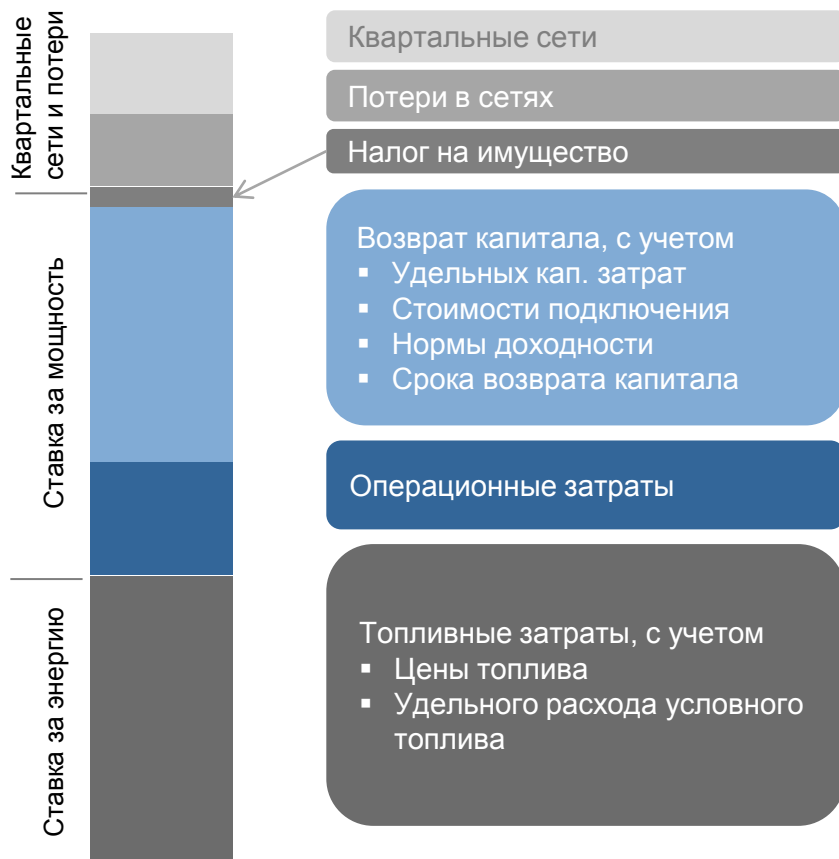 Квартальные
сети и потери
Ставка за мощность
Ставка за энергию
Квартальные сети
Потери в сетях
Налог на имущество
Возврат капитала, с учетом
▪ Удельных кап. затрат
▪ Стоимости подключения
▪ Нормы доходности
▪ Срока возврата капитала
Операционные затраты
Топливные затраты, с учетом
▪ Цены топлива
▪ Удельного расхода условного
топлива